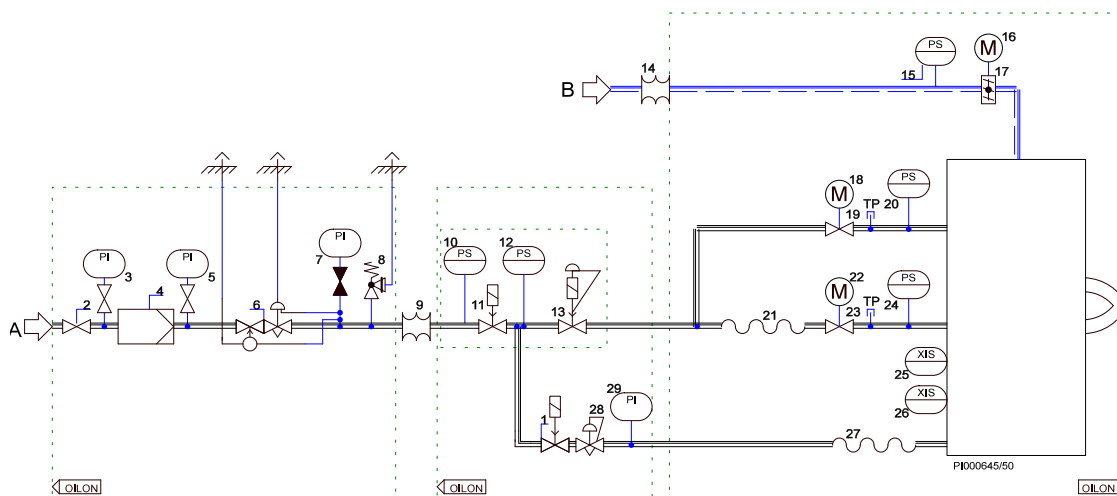 M 16
PS
15
17
14
B
M 18
PS
TP 20
19
PI
3
PI
5
4
2
6
PI
7
8
9
10 PS
12 PS
11
13
A
M 22
PS
TP 24
23
21
XIS
25
XIS
26
1
28
29
PI
27
PI000645/50
OILON
OILON
OILON